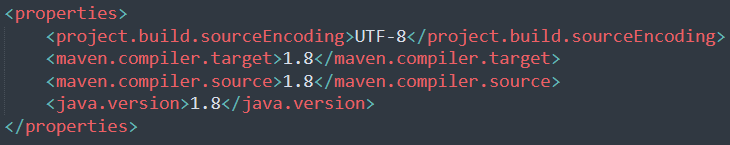 <properties>
<project.build.sourceEncoding>UTF-8</project.build.sourceEncoding>
<maven.compiler.target>1.8</maven.compiler.target>
<maven.compiler.source>1.8</maven.compiler.source>
<java.version>1.8</java.version>
</properties>